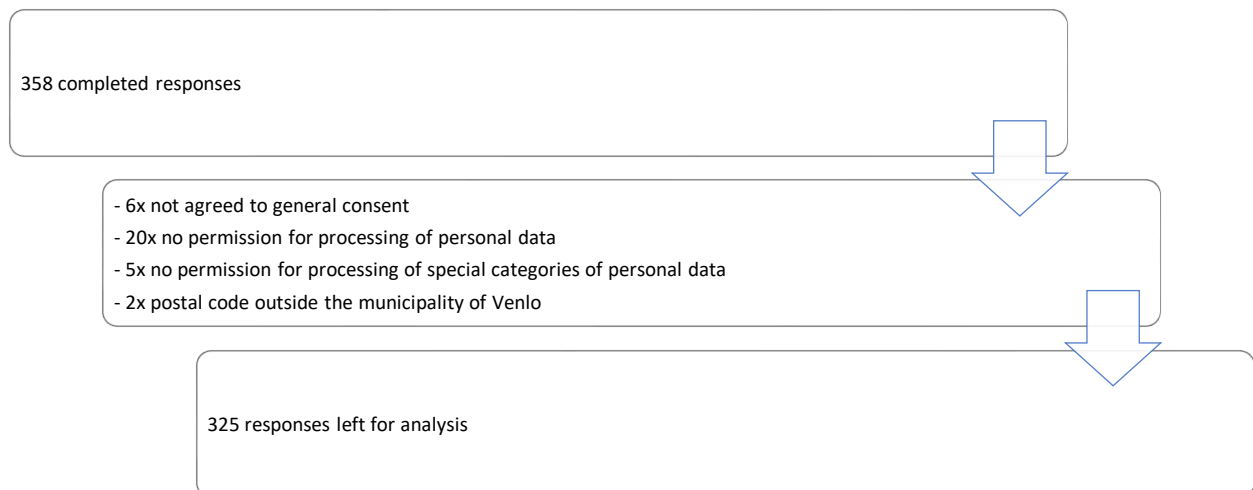 358 completed responses
- 6x not agreed to general consent
- 20x no permission for processing of personal data
- 5x no permission for processing of special categories of personal data
- 2x postal code outside the municipality of Venlo
325 responses left for analysis